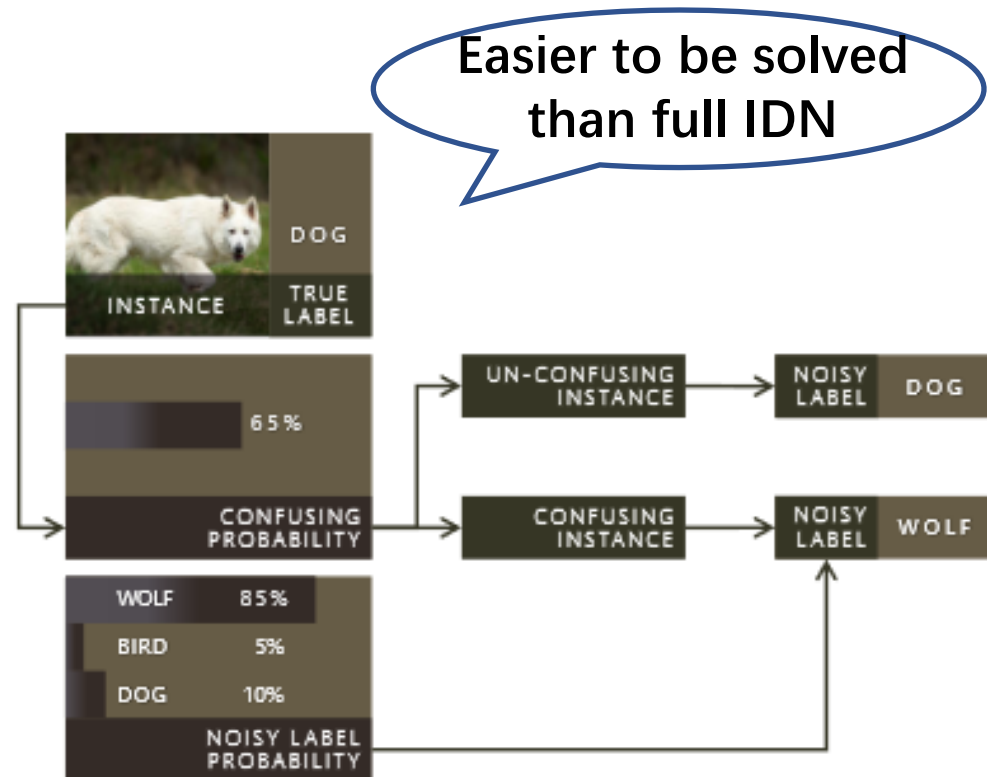 Easier to be solved
than full IDN
DOG
INSTANCE
TRUE
LABEL
65%
CONFUSING
PROBABILITY
UN-CONFUSING
INSTANCE
NOISY
LABEL
DOG
CONFUSING
INSTANCE
NOISY
LABEL
WOLF
WOLF 85%
BIRD 5%
DOG 10%
NOISY LABEL
PROBABILITY